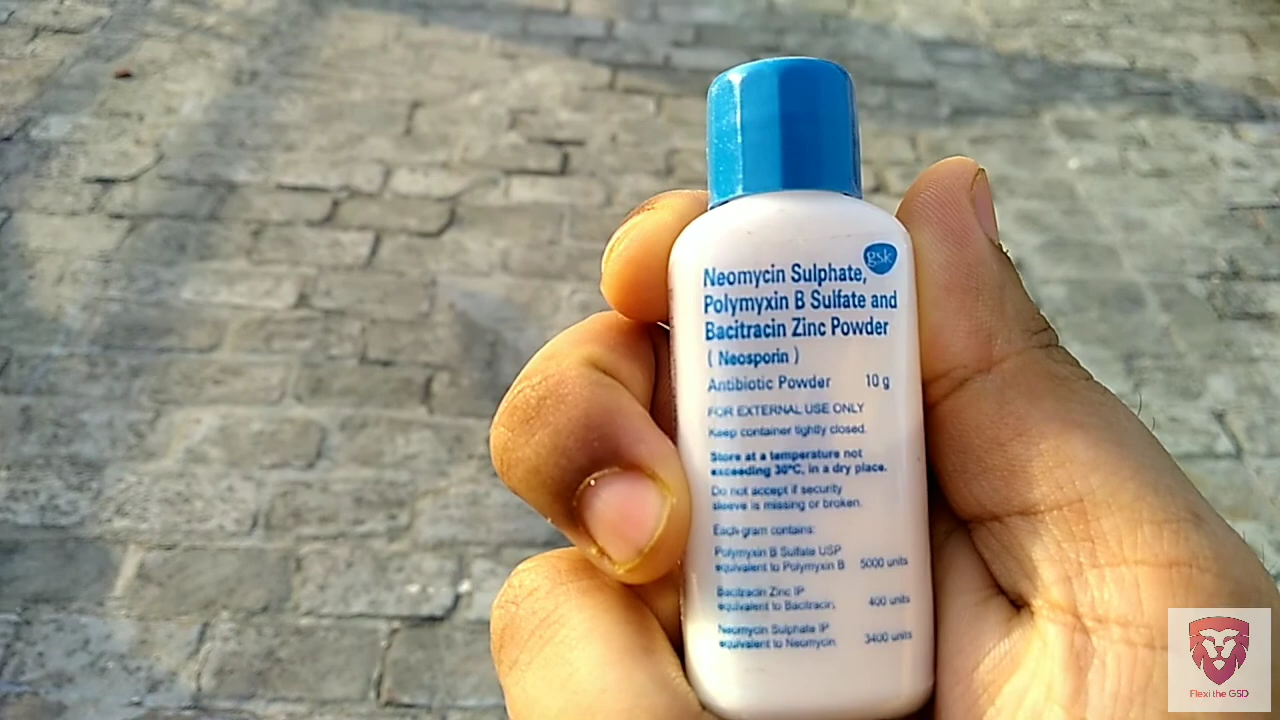 gsk
Neomycin Sulphate,
Polymyxin B Sulfate and
Bacitracin Zinc Powder
( Neosporin )
Antibiotic Powder 10 g
FOR EXTERNAL USE ONLY
Keep container tightly closed.
Store at a temperature not
exceeding 30°C, in a dry place.
Do not accept if security
sleeve is missing or broken.
Each gram contains:
Polymyxin B Sulfate USP
equivalent to Polymyxin B 5000 units
Bacitracin Zinc IP
equivalent to Bacitracin 400 units
Neomycin Sulphate IP
equivalent to Neomycin 3400 units
Flexi the GSD